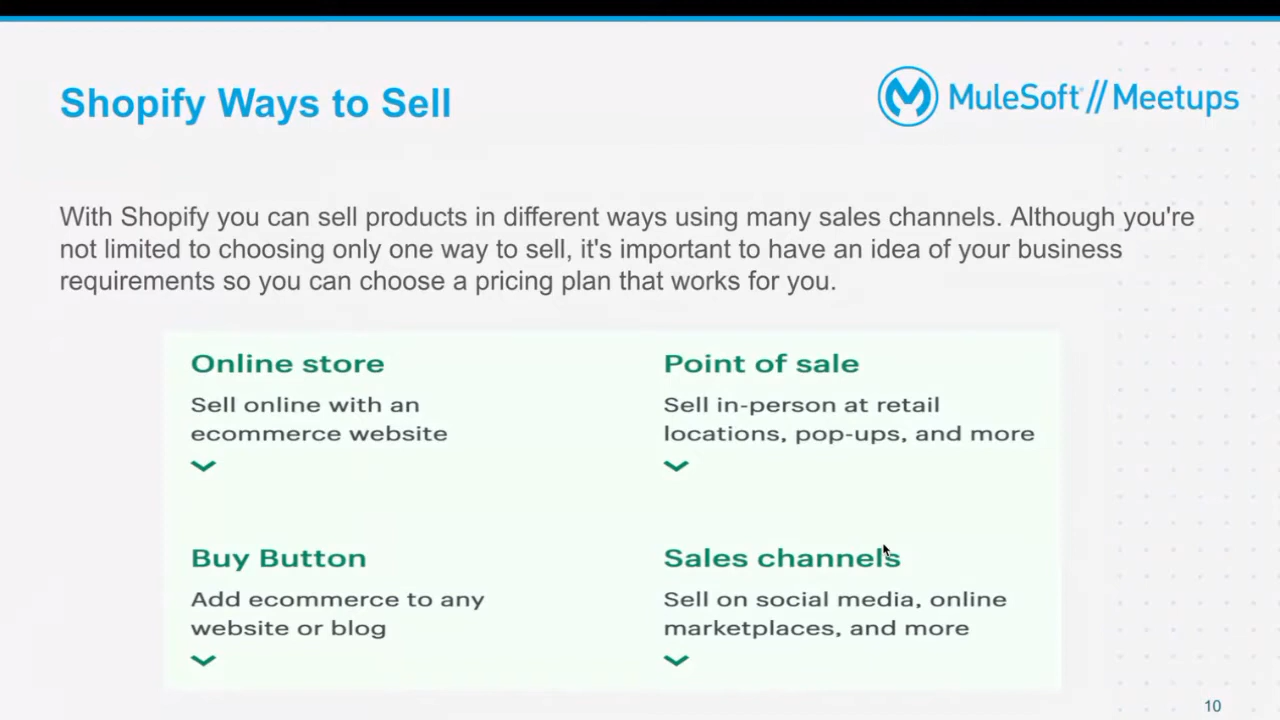 Shopify Ways to Sell
MuleSoft // Meetups
With Shopify you can sell products in different ways using many sales channels. Although you're
not limited to choosing only one way to sell, it's important to have an idea of your business
requirements so you can choose a pricing plan that works for you.
Online store
Sell online with an
ecommerce website
Point of sale
Sell in-person at retail
locations, pop-ups, and more
Buy Button
Add ecommerce to any
website or blog
Sales channels
Sell on social media, online
marketplaces, and more
10